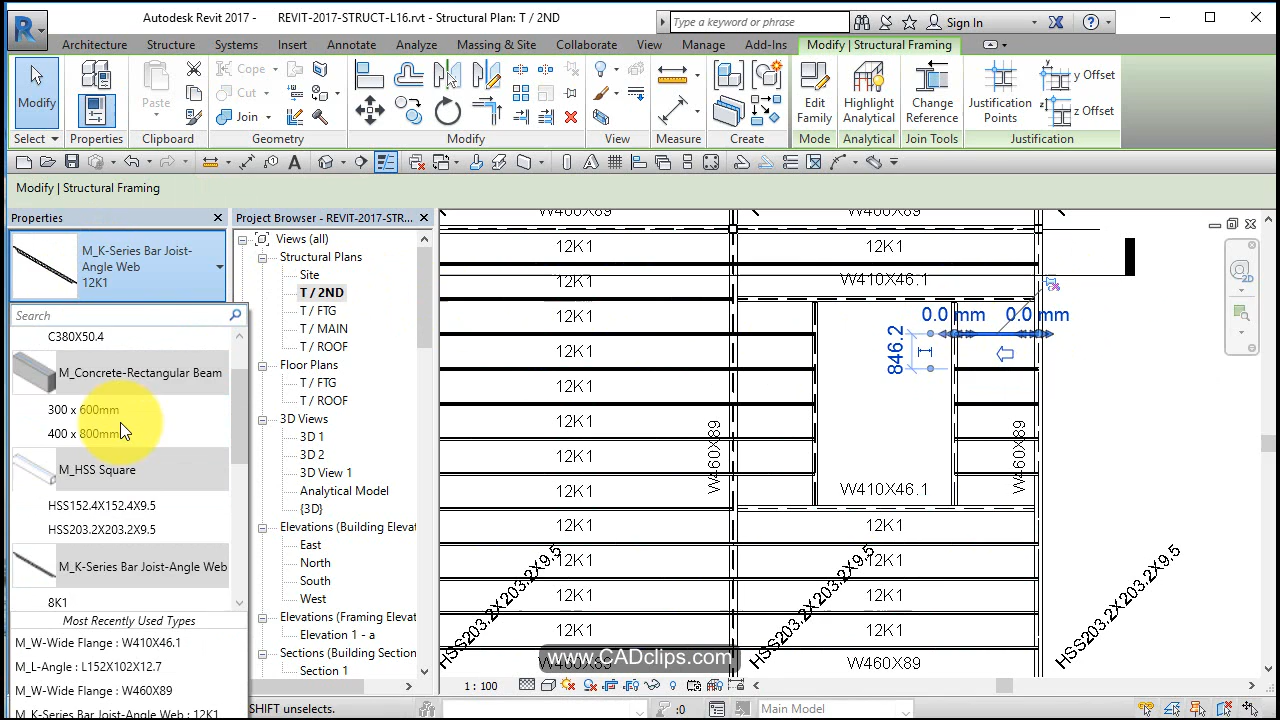 Autodesk Revit 2017 -    REVIT-2017-STRUCT-L16.rvt - Structural Plan: T / 2ND
Type a keyword or phrase
Sign In
Architecture Structure Systems Insert Annotate Analyze Massing & Site Collaborate View Manage Add-Ins Modify | Structural Framing
Modify
Paste
Cope
Cut
Join
Edit Family
Highlight Analytical
Change Reference
Justification Points
y Offset
z Offset
Select Properties Clipboard Geometry Modify View Measure Create Mode Analytical Join Tools Justification
Modify | Structural Framing
Properties
M_K-Series Bar Joist-
Angle Web
12K1
Search
C380X50.4
M_Concrete-Rectangular Beam
300 x 600mm
400 x 800mm
M_HSS Square
HSS152.4X152.4X9.5
HSS203.2X203.2X9.5
M_K-Series Bar Joist-Angle Web
8K1
Most Recently Used Types
M_W-Wide Flange : W410X46.1
M_L-Angle : L152X102X12.7
M_W-Wide Flange : W460X89
M_K-Series Bar Joist-Angle Web : 12K1
Project Browser - REVIT-2017-STR...
Views (all)
Structural Plans
Site
T / 2ND
T / FTG
T / MAIN
T / ROOF
Floor Plans
T / FTG
T / ROOF
3D Views
3D 1
3D 2
3D View 1
Analytical Model
{3D}
Elevations (Building Elevat
East
North
South
West
Elevations (Framing Elevati
Elevation 1 - a
Sections (Building Section
Section 1
W460X89
W460X89
12K1
12K1
12K1
W410X46.1
12K1
0.0 mm
0.0 mm
12K1
846.2
12K1
12K1
12K1
W460X89
W460X89
12K1
W410X46.1
12K1
12K1
12K1
12K1
12K1
12K1
12K1
12K1
W460X89
W460X89
HSS203.2X203.2X9.5
HSS203.2X203.2X9.5
HSS203.2X203.2X9.5
www.CADclips.com
2D
1 : 100
SHIFT unselects.
:0
Main Model